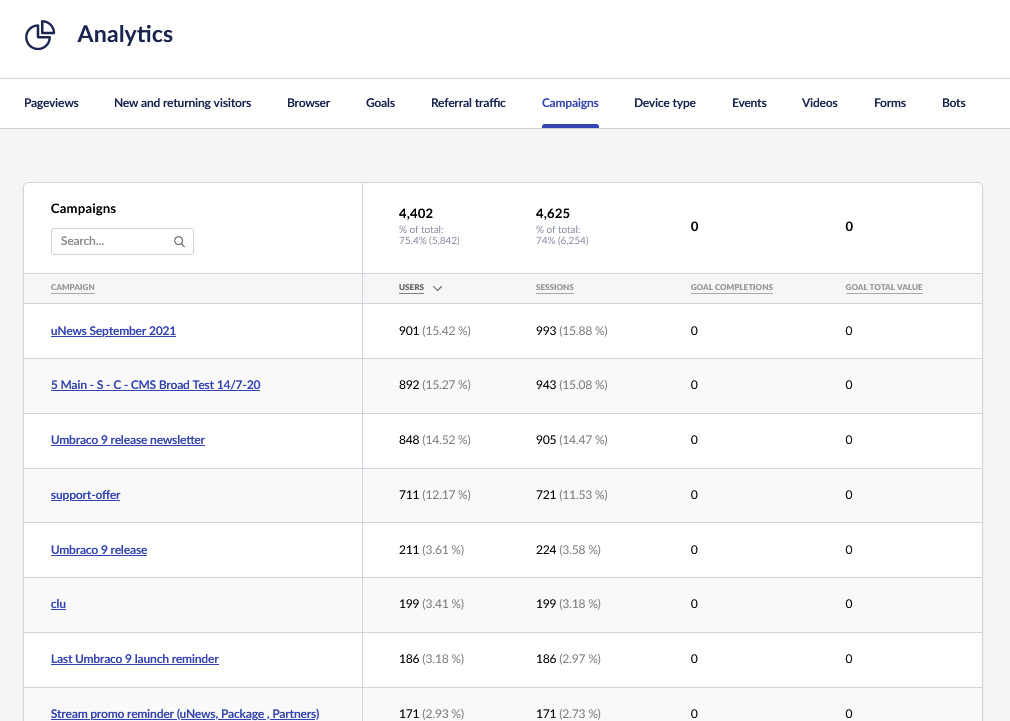 Analytics
Pageviews New and returning visitors Browser Goals Referral traffic Campaigns Device type Events Videos Forms Bots
Campaigns
Search...
4,402
% of total:
75.4% (5,842)
4,625
% of total:
74% (6,254)
0
0
CAMPAIGN USERS SESSIONS GOAL COMPLETIONS GOAL TOTAL VALUE
uNews September 2021 901 (15.42 %) 993 (15.88 %) 0 0
5 Main - S - C - CMS Broad Test 14/7-20 892 (15.27 %) 943 (15.08 %) 0 0
Umbraco 9 release newsletter 848 (14.52 %) 905 (14.47 %) 0 0
support-offer 711 (12.17 %) 721 (11.53 %) 0 0
Umbraco 9 release 211 (3.61 %) 224 (3.58 %) 0 0
clu 199 (3.41 %) 199 (3.18 %) 0 0
Last Umbraco 9 launch reminder 186 (3.18 %) 186 (2.97 %) 0 0
Stream promo reminder (uNews, Package , Partners) 171 (2.93 %) 171 (2.73 %) 0 0